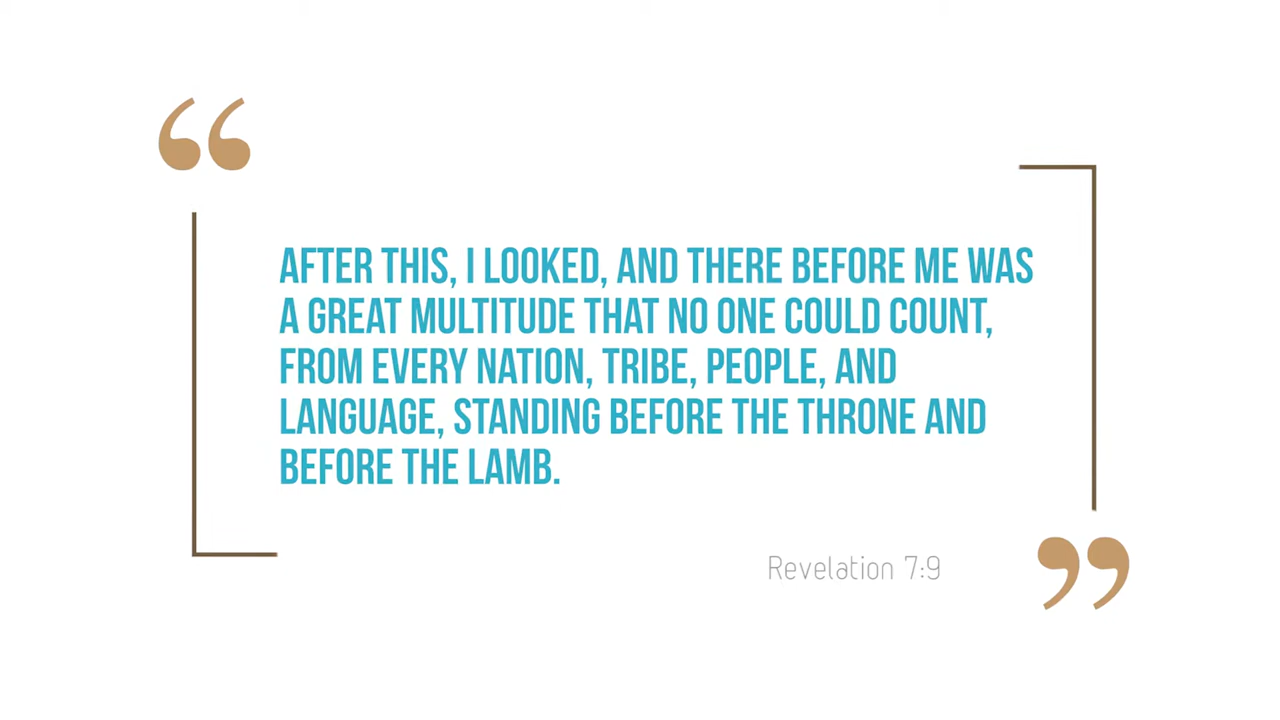 “
AFTER THIS, I LOOKED, AND THERE BEFORE ME WAS
A GREAT MULTITUDE THAT NO ONE COULD COUNT,
FROM EVERY NATION, TRIBE, PEOPLE, AND
LANGUAGE, STANDING BEFORE THE THRONE AND
BEFORE THE LAMB.
Revelation 7:9
”